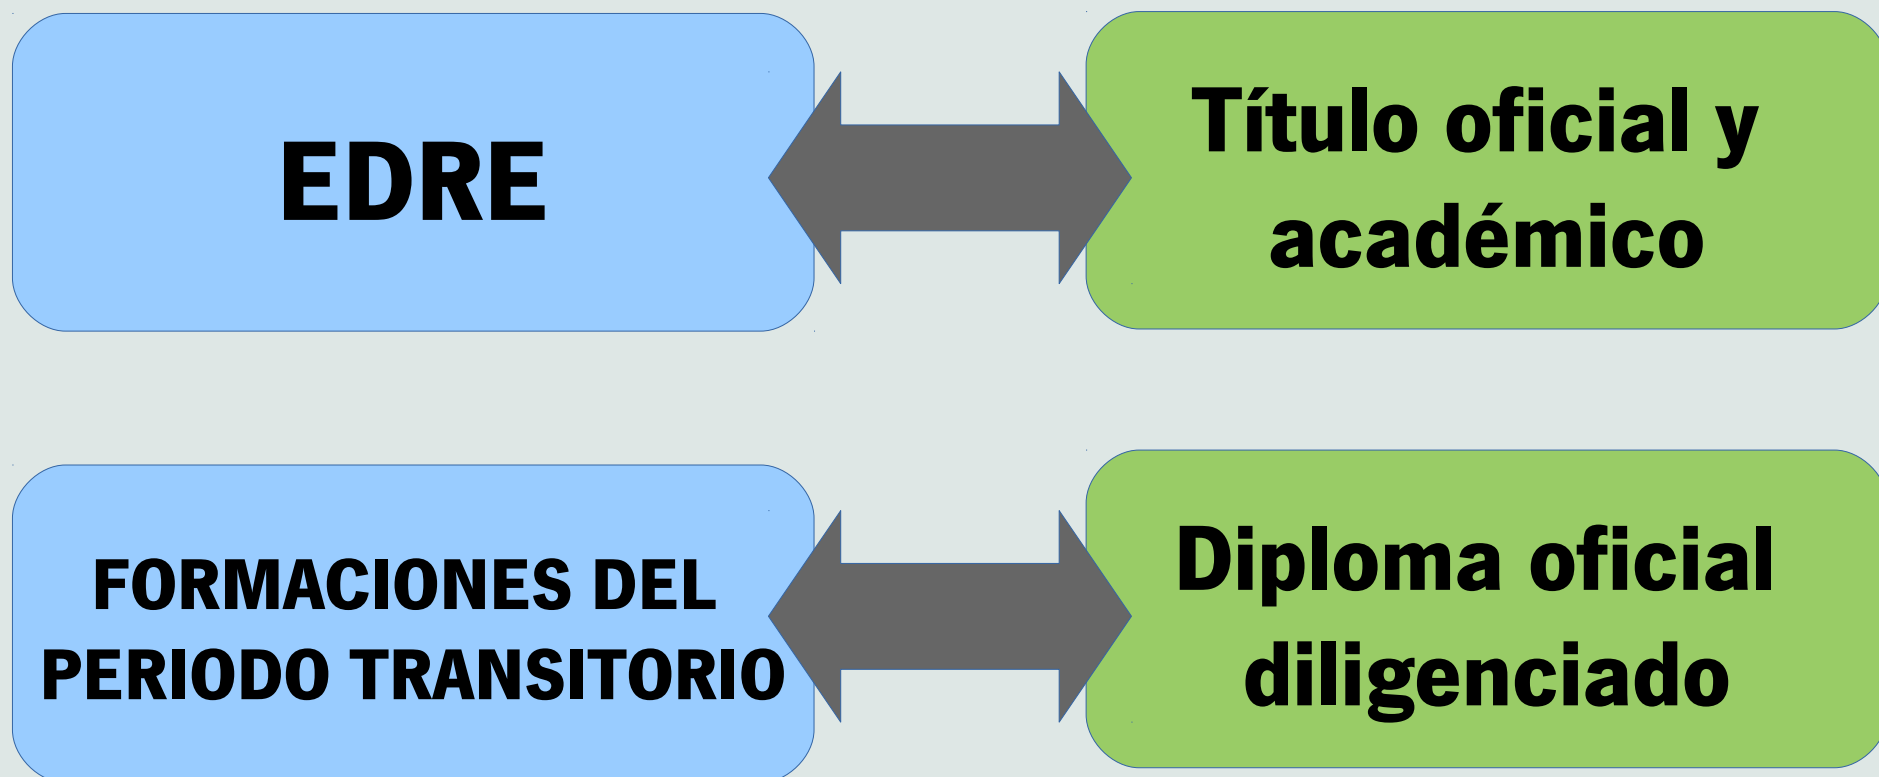 EDRE
Título oficial y
académico
FORMACIONES DEL
PERIODO TRANSITORIO
Diploma oficial
diligenciado